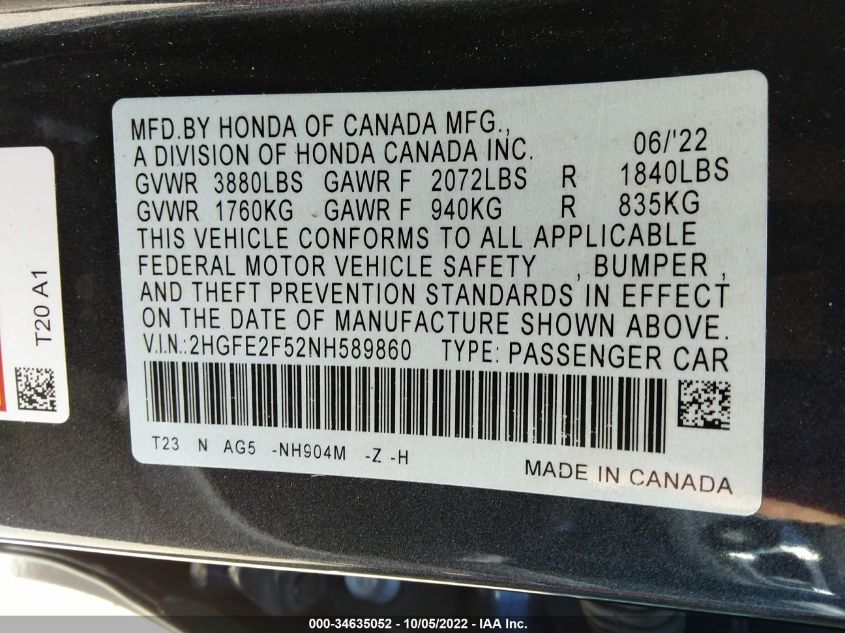 MFD.BY HONDA OF CANADA MFG.,
A DIVISION OF HONDA CANADA INC. 06/'22
GVWR 3880LBS GAWR F 2072LBS R 1840LBS
GVWR 1760KG GAWR F 940KG R 835KG
THIS VEHICLE CONFORMS TO ALL APPLICABLE
FEDERAL MOTOR VEHICLE SAFETY , BUMPER ,
AND THEFT PREVENTION STANDARDS IN EFFECT
ON THE DATE OF MANUFACTURE SHOWN ABOVE.
V.I.N.:2HGFE2F52NH589860 TYPE: PASSENGER CAR
T23 N AG5 -NH904M -Z -H
MADE IN CANADA
T20 A1
000-34635052 - 10/05/2022 - IAA Inc.